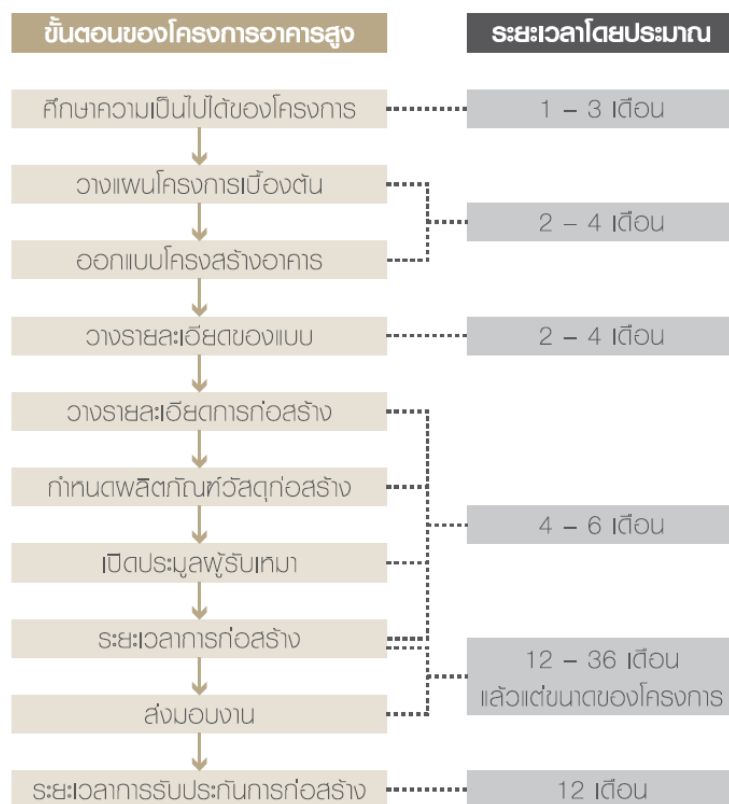 ขั้นตอนของโครงการอาคารสูง
ระยะเวลาโดยประมาณ
ศึกษาความเป็นไปได้ของโครงการ
1 – 3 เดือน
วางแผนโครงการเบื้องต้น
2 – 4 เดือน
ออกแบบโครงสร้างอาคาร
วางรายละเอียดของแบบ
2 – 4 เดือน
วางรายละเอียดการก่อสร้าง
กำหนดผลิตภัณฑ์วัสดุก่อสร้าง
4 – 6 เดือน
เปิดประมูลผู้รับเหมา
ระยะเวลาการก่อสร้าง
12 – 36 เดือน
แล้วแต่ขนาดของโครงการ
ส่งมอบงาน
ระยะเวลาการรับประกันการก่อสร้าง
12 เดือน